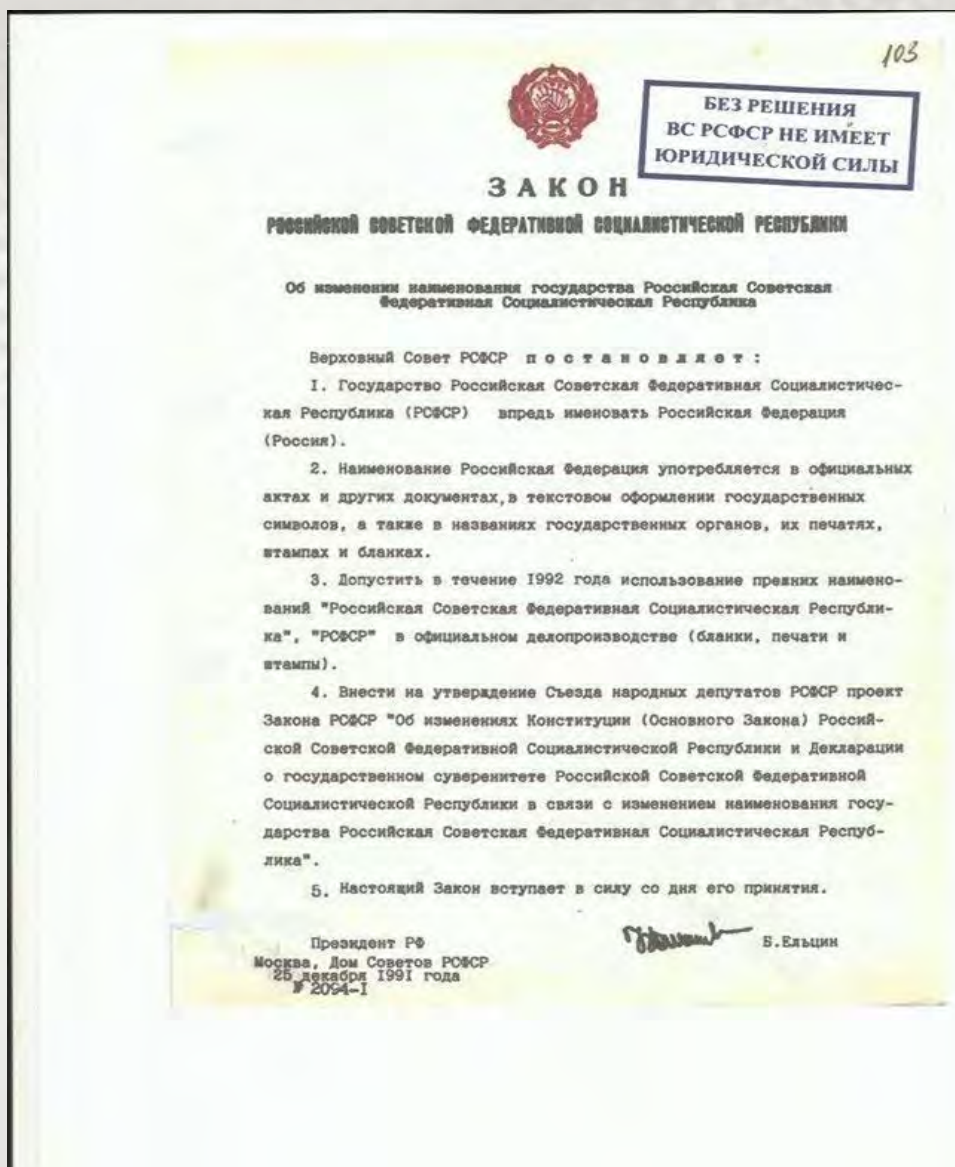 103
БЕЗ РЕШЕНИЯ
ВС РСФСР НЕ ИМЕЕТ
ЮРИДИЧЕСКОЙ СИЛЫ
ЗАКОН
РОССИЙСКОЙ СОВЕТСКОЙ ФЕДЕРАТИВНОЙ СОЦИАЛИСТИЧЕСКОЙ РЕСПУБЛИКИ
Об изменении наименования государства Российская Советская
Федеративная Социалистическая Республика
Верховный Совет РСФСР п о с т а н о в л я е т :
I. Государство Российская Советская Федеративная Социалистичес-
кая Республика (РСФСР) впредь именовать Российская Федерация
(Россия).
2. Наименование Российская Федерация употребляется в официальных
актах и других документах, в текстовом оформлении государственных
символов, а также в названиях государственных органов, их печатях,
штампах и бланках.
3. Допустить в течение I992 года использование прежних наимено-
ваний "Российская Советская Федеративная Социалистическая Республи-
ка", "РСФСР" в официальном делопроизводстве (бланки, печати и
штампы).
4. Внести на утверждение Съезда народных депутатов РСФСР проект
Закона РСФСР "Об изменениях Конституции (Основного Закона) Россий-
ской Советской Федеративной Социалистической Республики и Декларации
о государственном суверенитете Российской Советской Федеративной
Социалистической Республики в связи с изменением наименования госу-
дарства Российская Советская Федеративная Социалистическая Респуб-
лика".
5. Настоящий Закон вступает в силу со дня его принятия.
Президент РФ Б.Ельцин
Москва, Дом Советов РСФСР
25 декабря I99I года
№ 2094-I